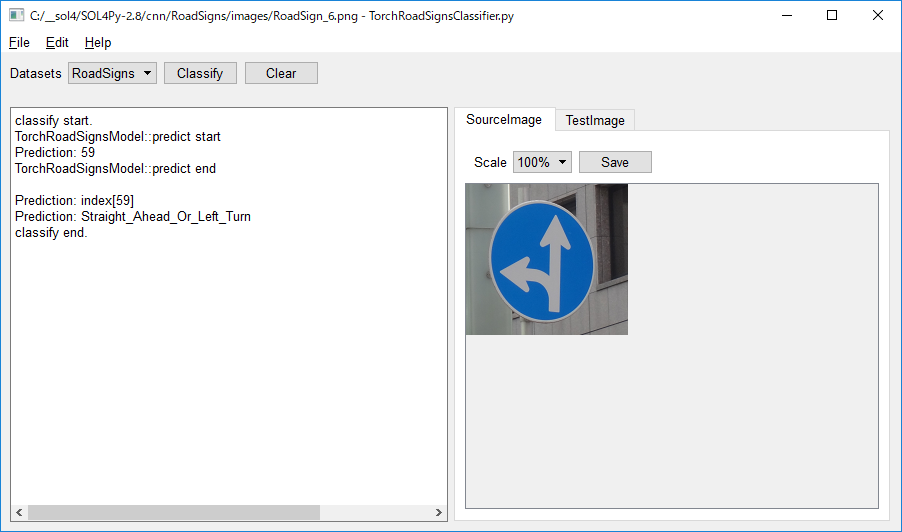 C:/__sol4/SOL4Py-2.8/cnn/RoadSigns/images/RoadSign_6.png - TorchRoadSignsClassifier.py
File Edit Help
Datasets RoadSigns Classify Clear
classify start.
TorchRoadSignsModel::predict start
Prediction: 59
TorchRoadSignsModel::predict end
Prediction: index[59]
Prediction: Straight_Ahead_Or_Left_Turn
classify end.
SourceImage TestImage
Scale 100% Save